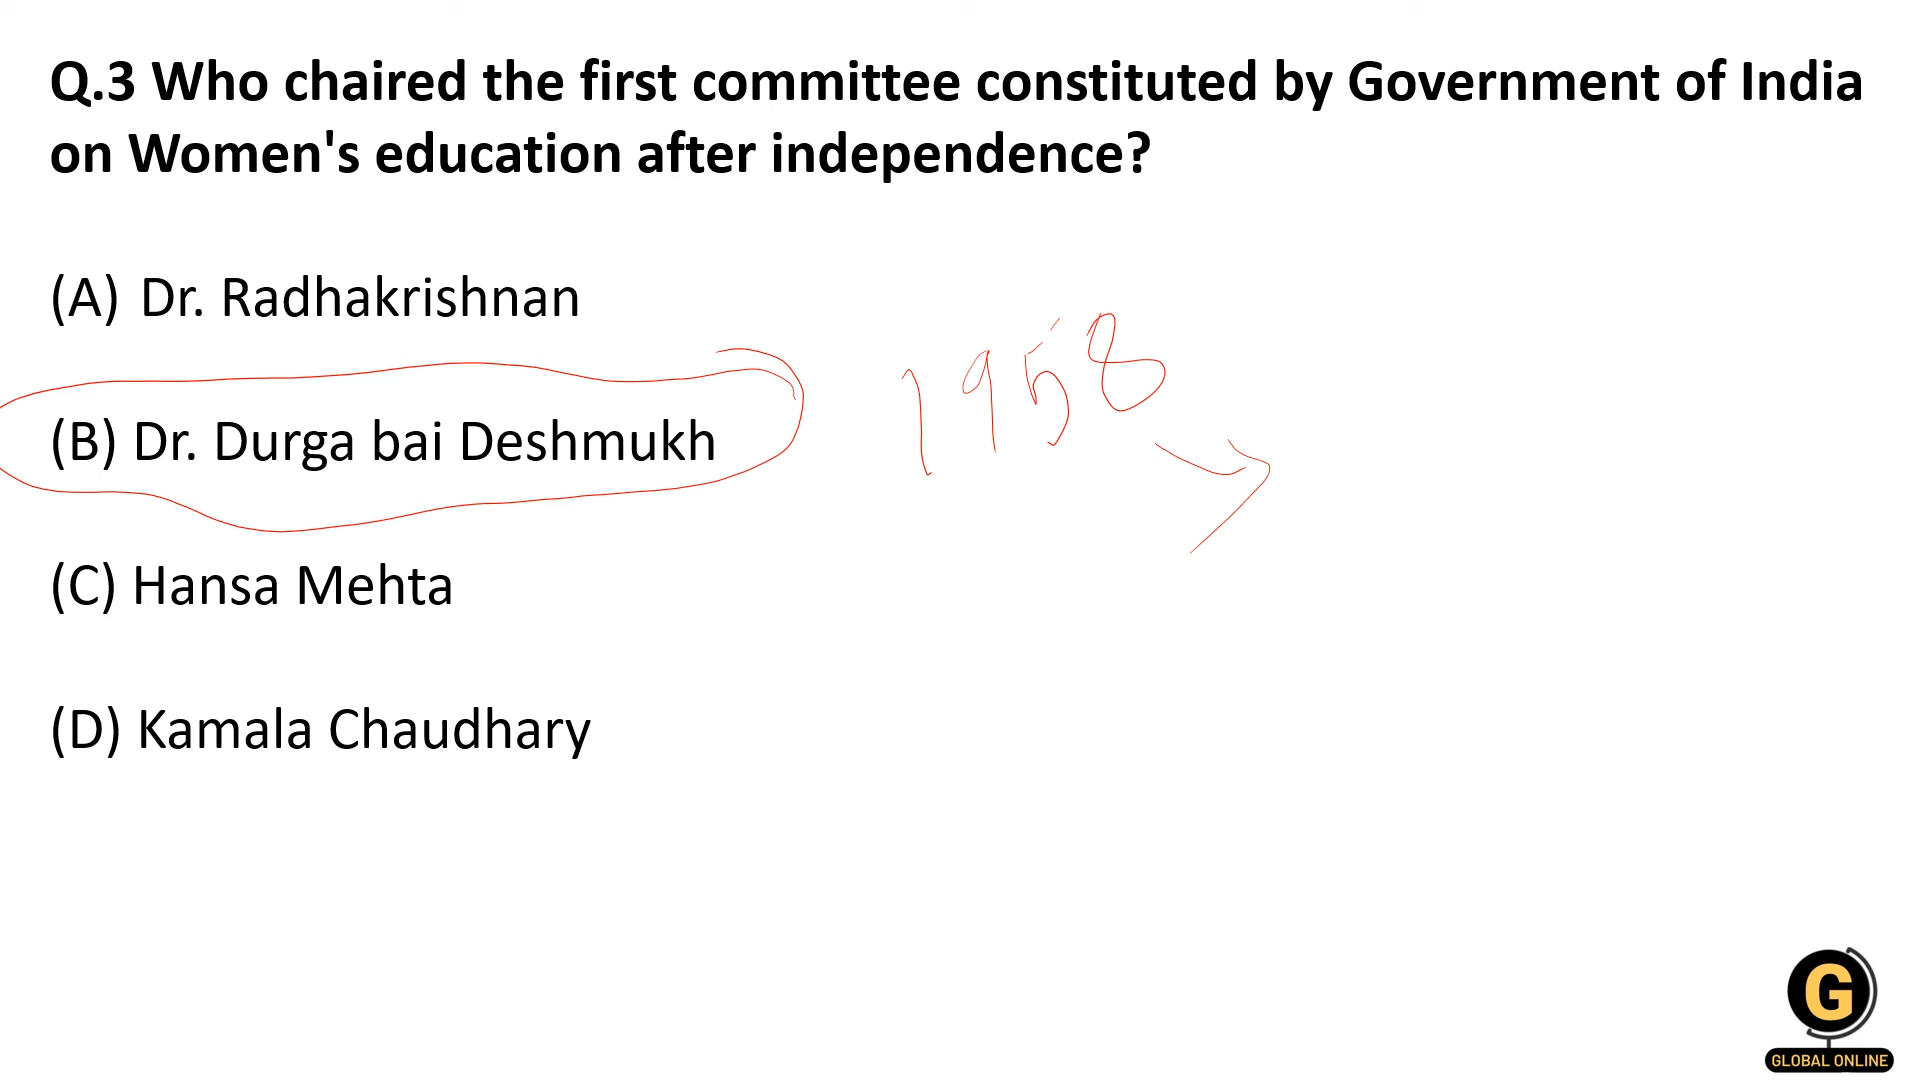 Q.3 Who chaired the first committee constituted by Government of India
on Women's education after independence?
(A) Dr. Radhakrishnan
(B) Dr. Durga bai Deshmukh
1958
(C) Hansa Mehta
(D) Kamala Chaudhary
G
GLOBAL ONLINE